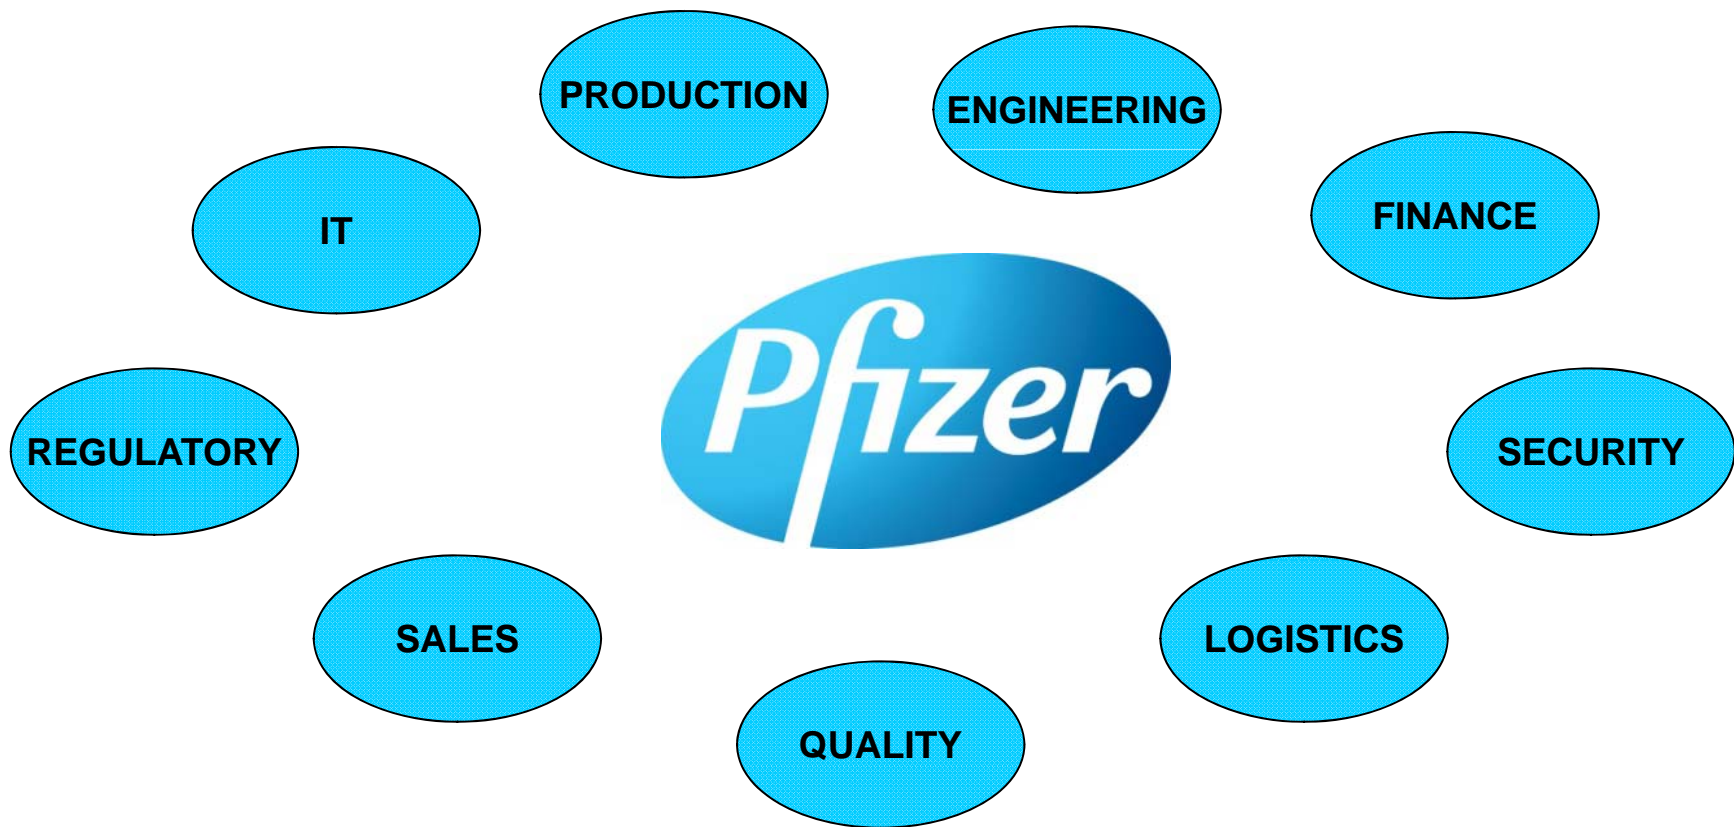 PRODUCTION
ENGINEERING
FINANCE
IT
Pfizer
REGULATORY
SECURITY
SALES
LOGISTICS
QUALITY